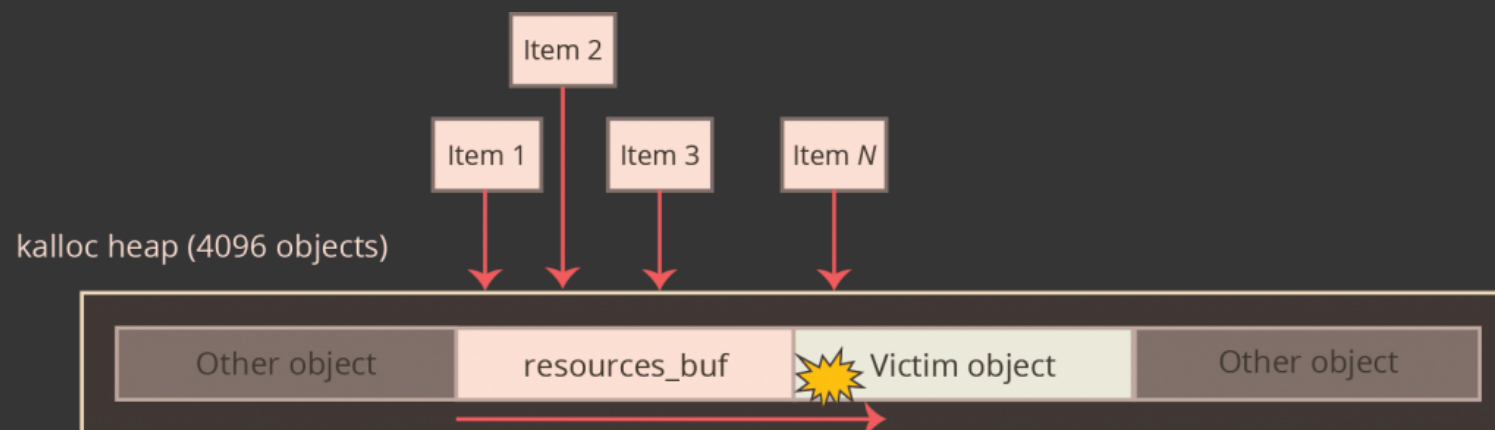 Item 2
Item 1
Item 3
Item N
kalloc heap (4096 objects)
Other object
resources_buf
Victim object
Other object